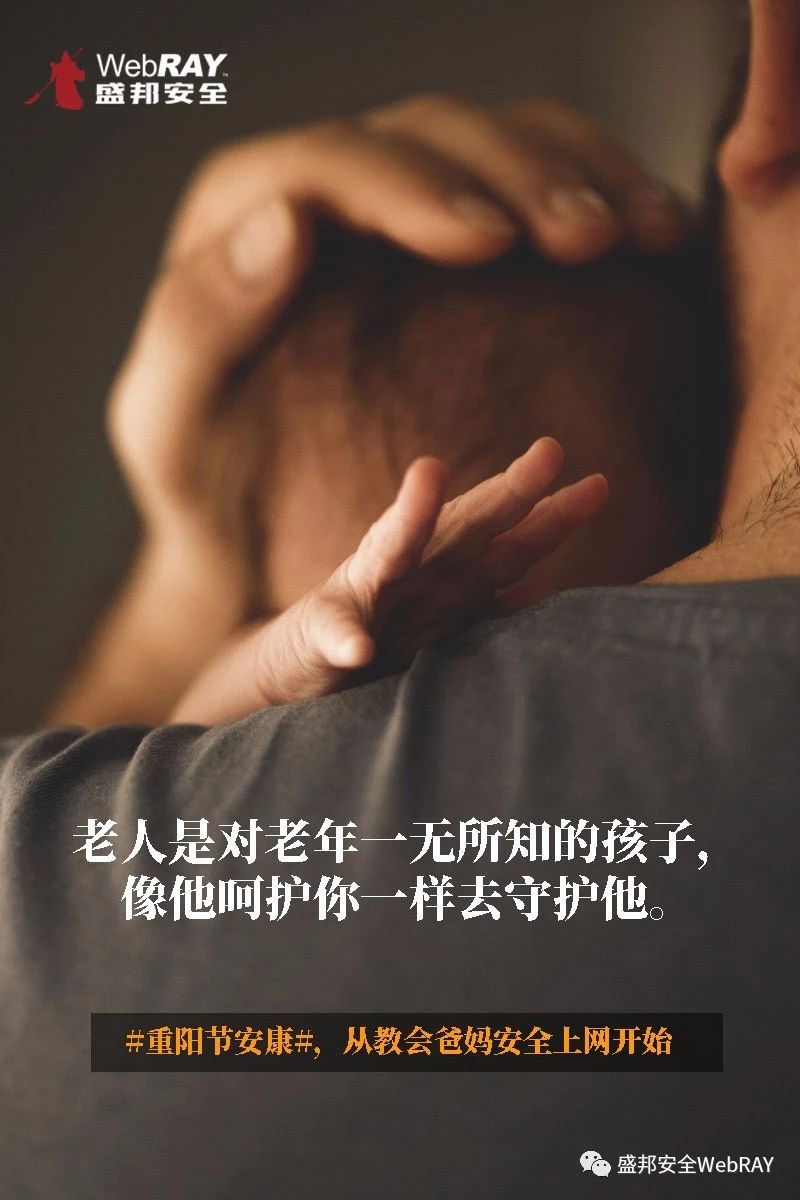 WebRAY
盛邦安全
老人是对老年一无所知的孩子，
像他呵护你一样去守护他。
#重阳节安康#，从教会爸妈安全上网开始
盛邦安全WebRAY